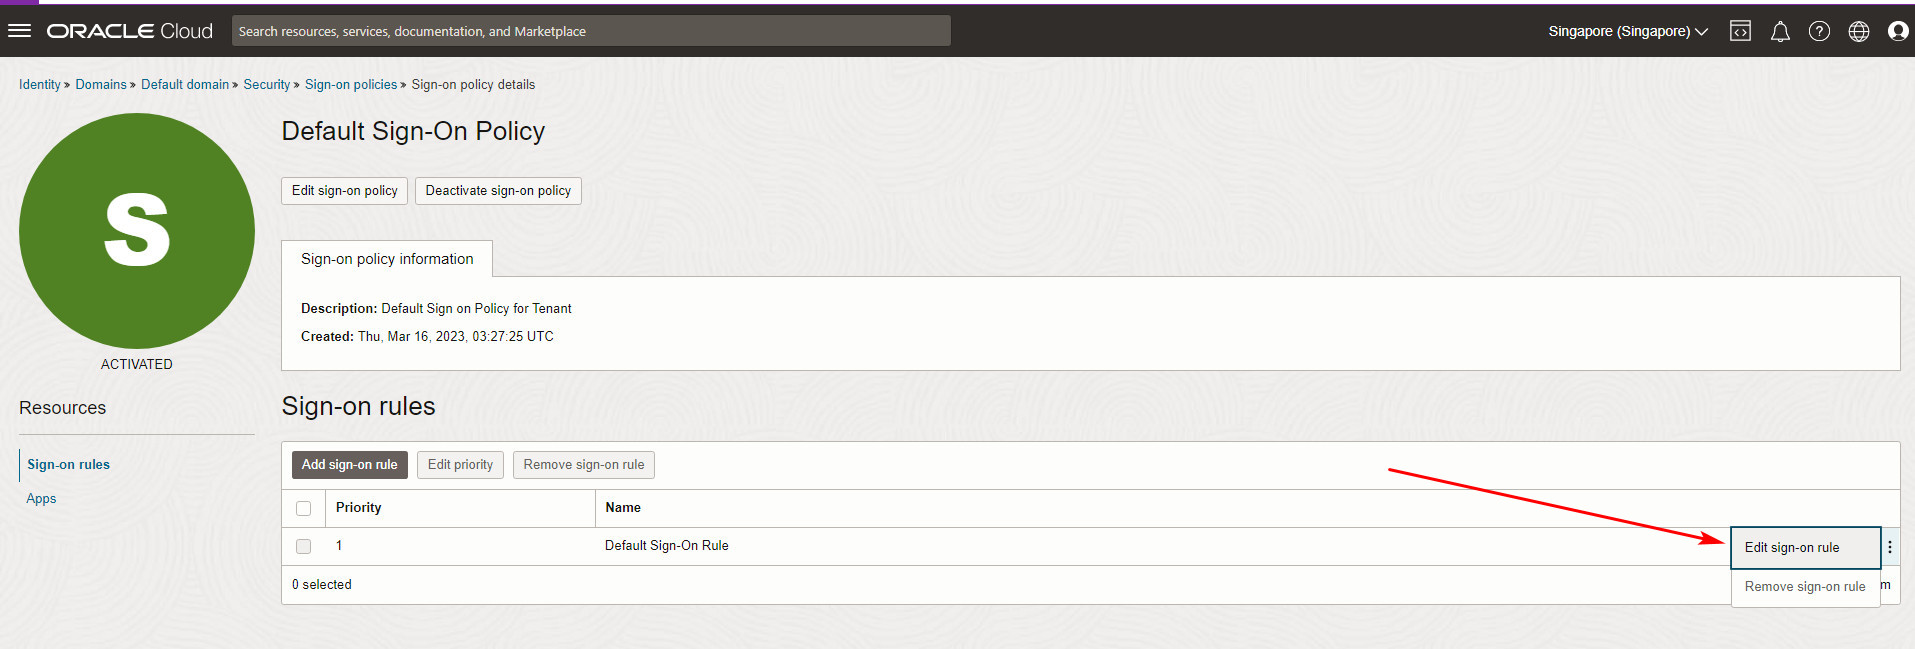 ORACLE Cloud
Search resources, services, documentation, and Marketplace
Singapore (Singapore)
Identity » Domains » Default domain » Security » Sign-on policies » Sign-on policy details
S
ACTIVATED
Default Sign-On Policy
Edit sign-on policy
Deactivate sign-on policy
Sign-on policy information
Description: Default Sign on Policy for Tenant
Created: Thu, Mar 16, 2023, 03:27:25 UTC
Resources
Sign-on rules
Apps
Sign-on rules
Add sign-on rule
Edit priority
Remove sign-on rule
Priority
Name
1
Default Sign-On Rule
Edit sign-on rule
Remove sign-on rule
0 selected